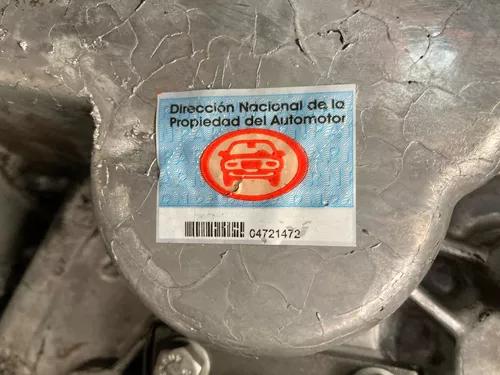 Dirección Nacional de la
Propiedad del Automotor
04721472